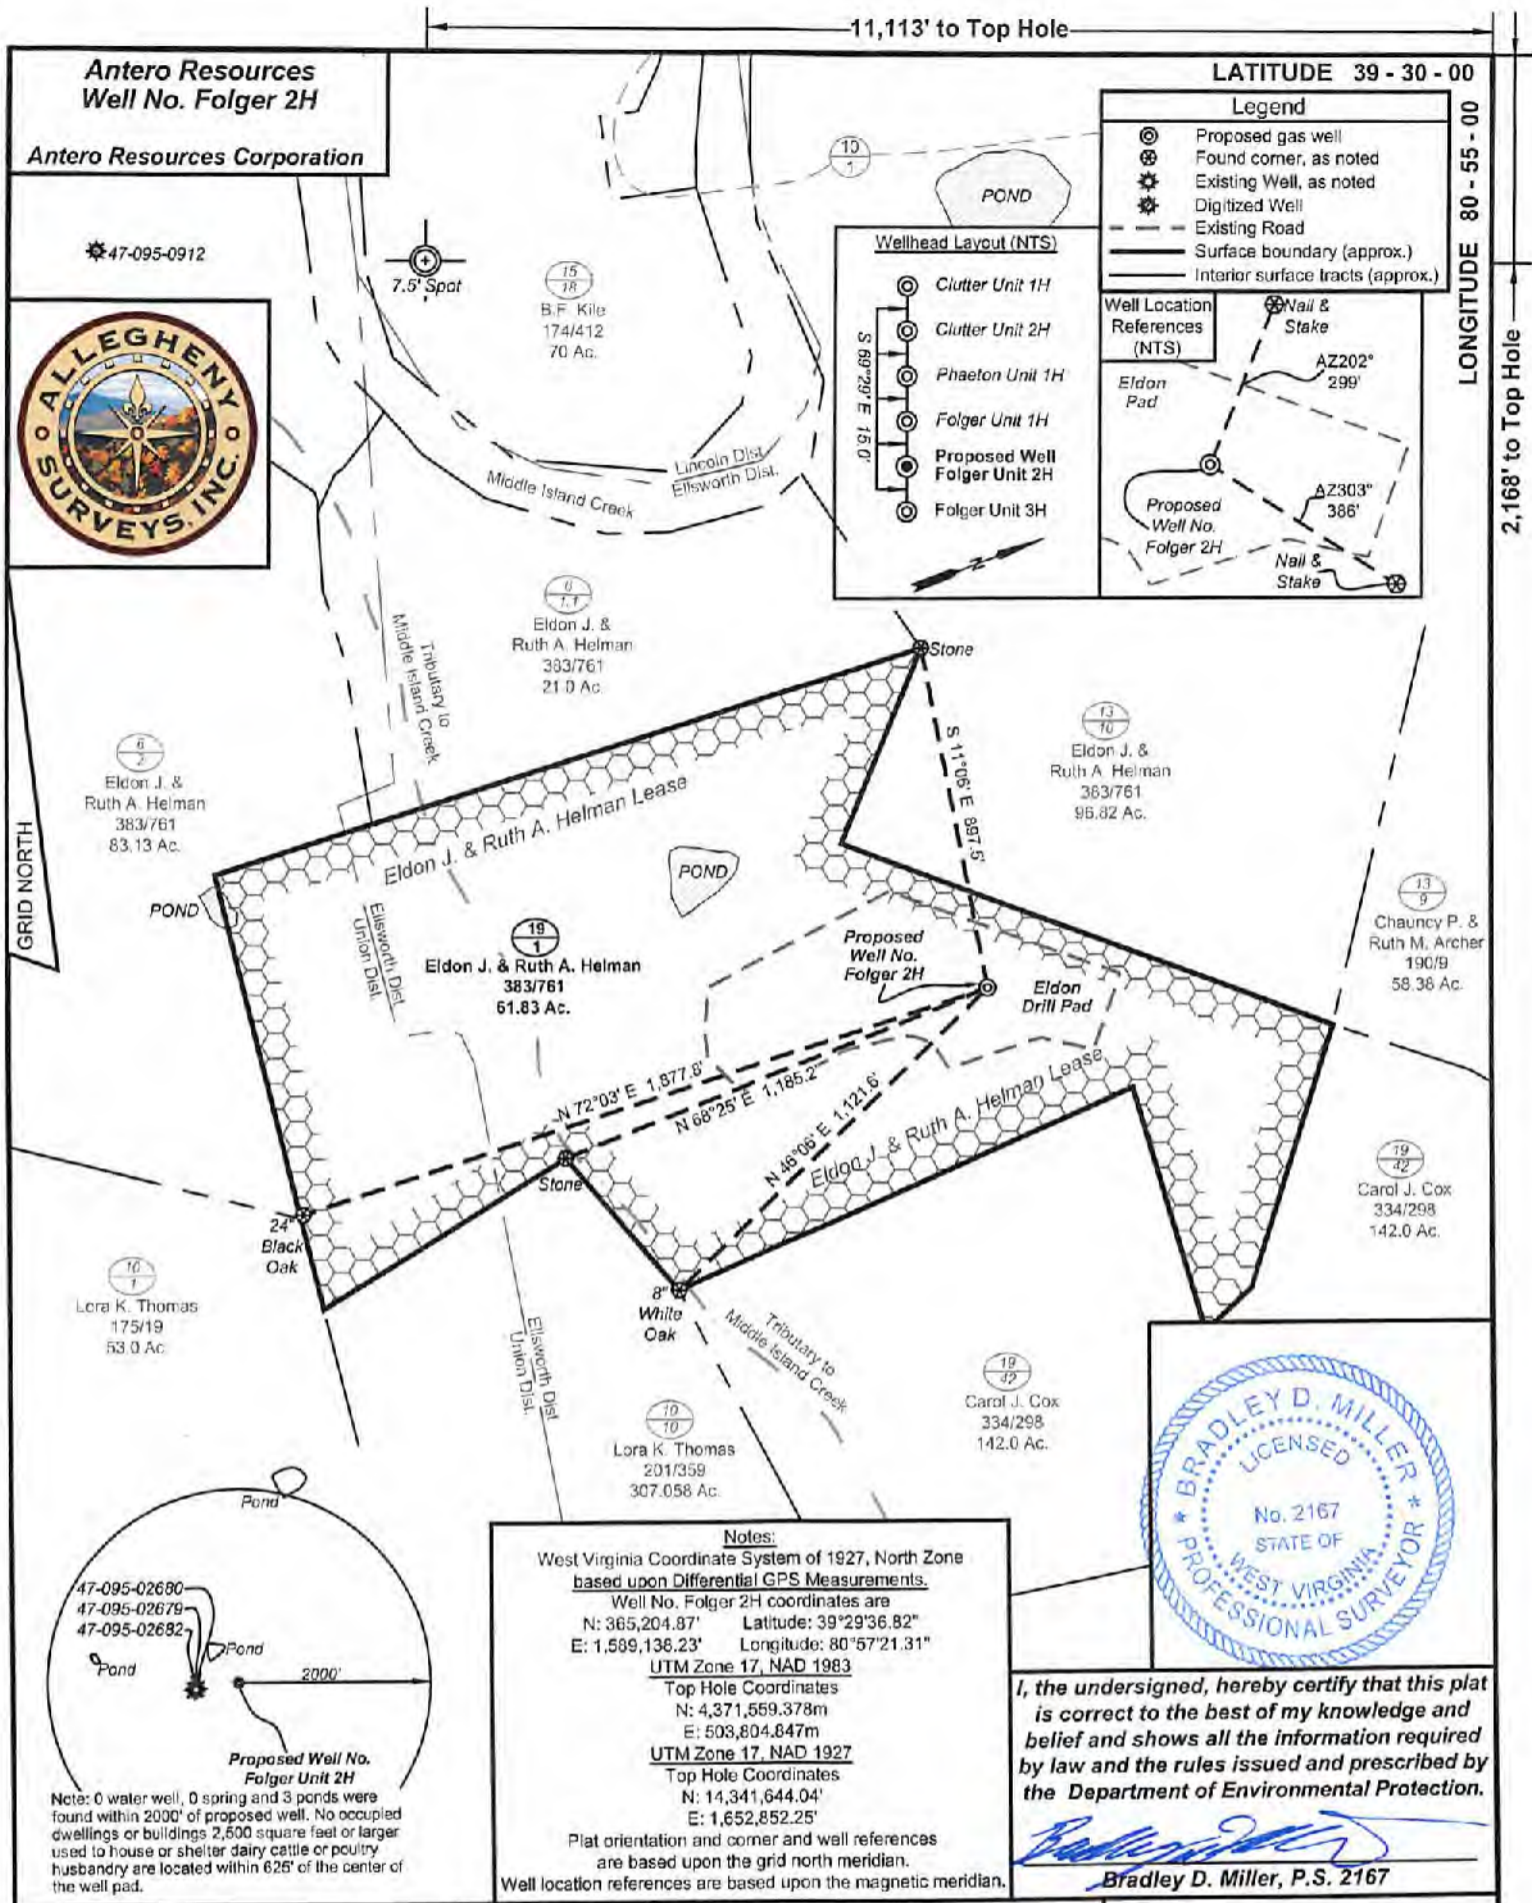 11,113' to Top Hole
Antero Resources
Well No. Folger 2H
Antero Resources Corporation
LATITUDE 39 - 30 - 00
LONGITUDE 80 - 55 - 00
2,168' to Top Hole
Legend
Proposed gas well
Found corner, as noted
Existing Well, as noted
Digitized Well
Existing Road
Surface boundary (approx.)
Interior surface tracts (approx.)
47-095-0912
7.5' Spot
ALLEGHENY
SURVEYS, INC.
15
18
B.F. Kile
174/412
70 Ac.
10
1
POND
Wellhead Layout (NTS)
Clutter Unit 1H
Clutter Unit 2H
Phaeton Unit 1H
Folger Unit 1H
Proposed Well
Folger Unit 2H
Folger Unit 3H
S 69°29' E 15.0'
N
Well Location
References
(NTS)
Nail &
Stake
AZ202°
299'
Eldon
Pad
AZ303°
386'
Proposed
Well No.
Folger 2H
Nail &
Stake
Lincoln Dist.
Ellsworth Dist.
Middle Island Creek
6
1.1
Eldon J. &
Ruth A. Helman
383/761
21.0 Ac.
Tributary to
Middle Island Creek
GRID NORTH
6
2
Eldon J. &
Ruth A. Helman
383/761
83.13 Ac.
Stone
S 11°06' E 897.5'
13
10
Eldon J. &
Ruth A. Helman
383/761
96.82 Ac.
Eldon J. & Ruth A. Helman Lease
POND
POND
13
9
Chauncy P. &
Ruth M. Archer
190/9
58.38 Ac.
Ellsworth Dist
Union Dist.
19
1
Eldon J. & Ruth A. Helman
383/761
61.83 Ac.
Proposed
Well No.
Folger 2H
Eldon
Drill Pad
N 72°03' E 1,877.8'
N 68°25' E 1,185.2'
N 46°06' E 1,121.6'
Eldon J. & Ruth A. Helman Lease
Stone
24"
Black
Oak
8"
White
Oak
19
42
Carol J. Cox
334/298
142.0 Ac.
10
1
Lora K. Thomas
175/19
53.0 Ac
Ellsworth Dist
Union Dist.
Tributary to
Middle Island Creek
10
10
Lora K. Thomas
201/359
307.058 Ac.
19
42
Carol J. Cox
334/298
142.0 Ac.
BRADLEY D. MILLER
LICENSED
No. 2167
STATE OF
WEST VIRGINIA
PROFESSIONAL SURVEYOR
Pond
47-095-02680
47-095-02679
47-095-02682
Pond
Pond
2000'
Proposed Well No.
Folger Unit 2H
Note: 0 water well, 0 spring and 3 ponds were
found within 2000' of proposed well. No occupied
dwellings or buildings 2,500 square feet or larger
used to house or shelter dairy cattle or poultry
husbandry are located within 625' of the center of
the well pad.
Notes:
West Virginia Coordinate System of 1927, North Zone
based upon Differential GPS Measurements.
Well No. Folger 2H coordinates are
N: 365,204.87' Latitude: 39°29'36.82"
E: 1,589,138.23' Longitude: 80°57'21.31"
UTM Zone 17, NAD 1983
Top Hole Coordinates
N: 4,371,559.378m
E: 503,804.847m
UTM Zone 17, NAD 1927
Top Hole Coordinates
N: 14,341,644.04'
E: 1,652,852.25'
Plat orientation and corner and well references
are based upon the grid north meridian.
Well location references are based upon the magnetic meridian.
I, the undersigned, hereby certify that this plat
is correct to the best of my knowledge and
belief and shows all the information required
by law and the rules issued and prescribed by
the Department of Environmental Protection.
Bradley D. Miller, P.S. 2167